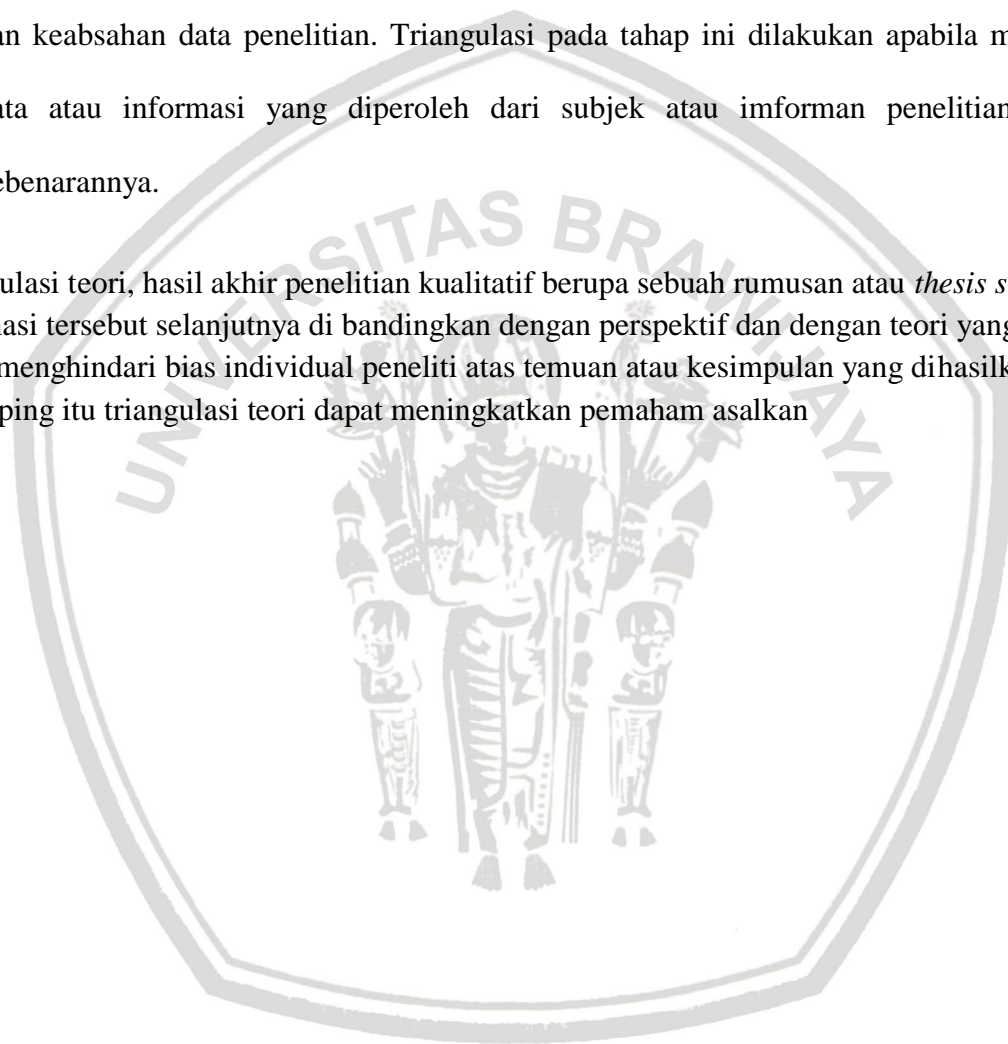 an keabsahan data penelitian. Triangulasi pada tahap ini dilakukan apabila m
ata atau informasi yang diperoleh dari subjek atau imforman penelitian
ebenarannya.
UNIVERSITAS BRAWIJAYA
ulasi teori, hasil akhir penelitian kualitatif berupa sebuah rumusan atau thesis s
nasi tersebut selanjutnya di bandingkan dengan perspektif dan dengan teori yang
menghindari bias individual peneliti atas temuan atau kesimpulan yang dihasilk
ping itu triangulasi teori dapat meningkatkan pemaham asalkan